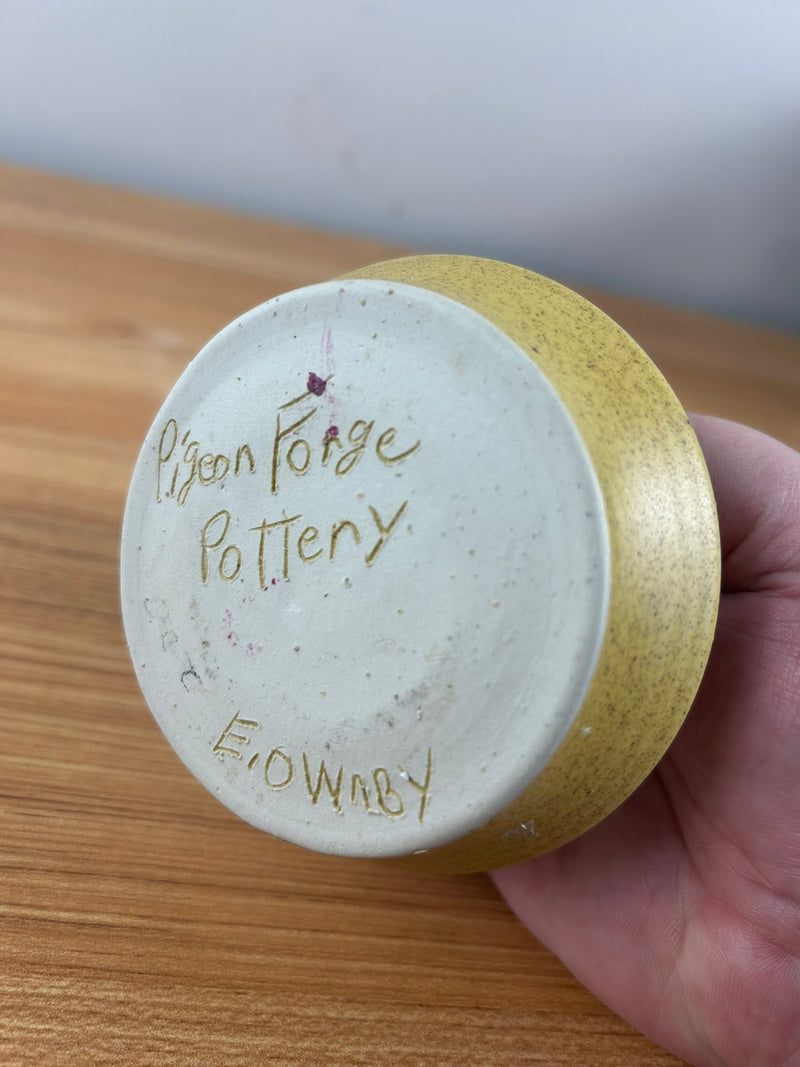 Pigeon Forge
Pottery
E. OWNBY